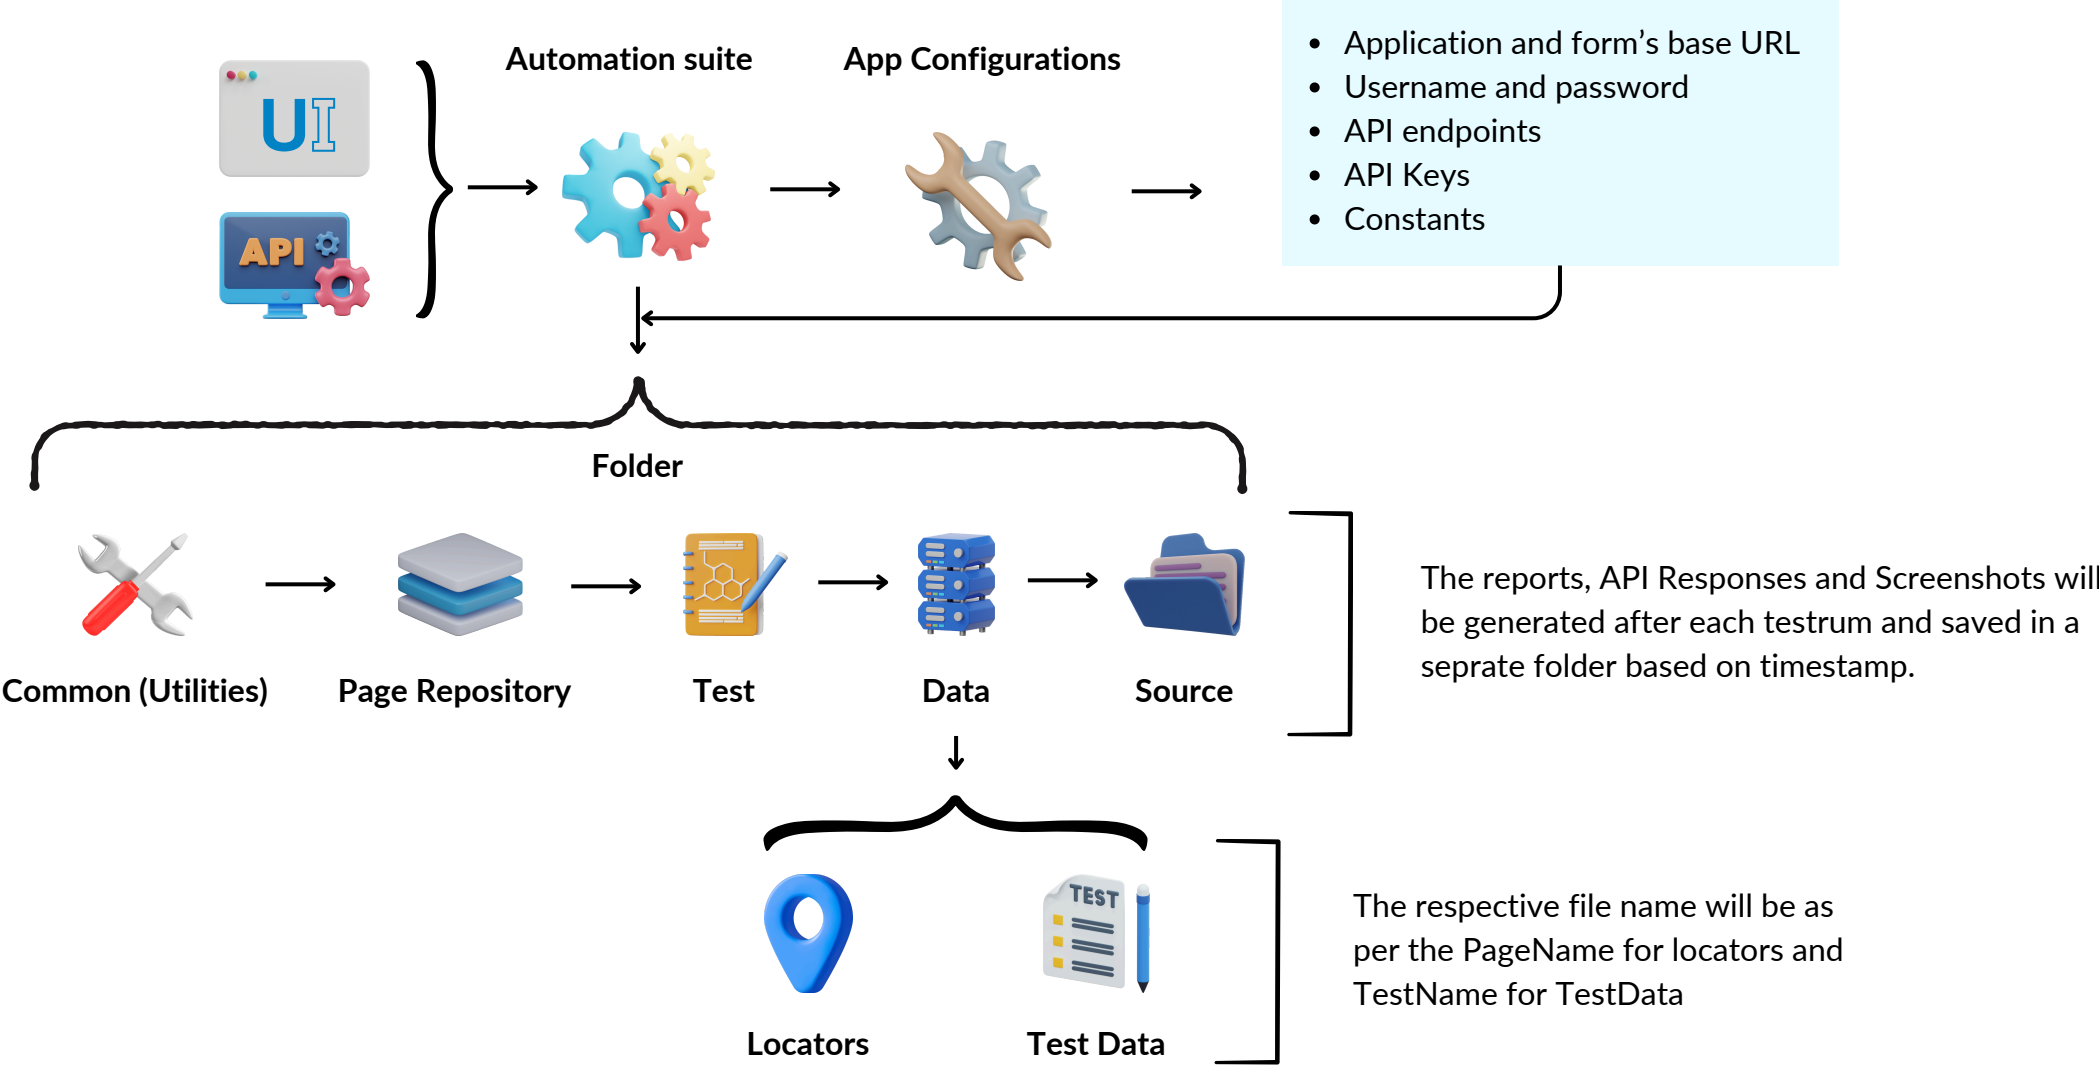 Automation suite
App Configurations
• Application and form’s base URL
• Username and password
• API endpoints
• API Keys
• Constants
UI
API
Folder
Common (Utilities)
Page Repository
Test
Data
Source
The reports, API Responses and Screenshots will
be generated after each testrum and saved in a
seprate folder based on timestamp.
TEST
Locators
Test Data
The respective file name will be as
per the PageName for locators and
TestName for TestData